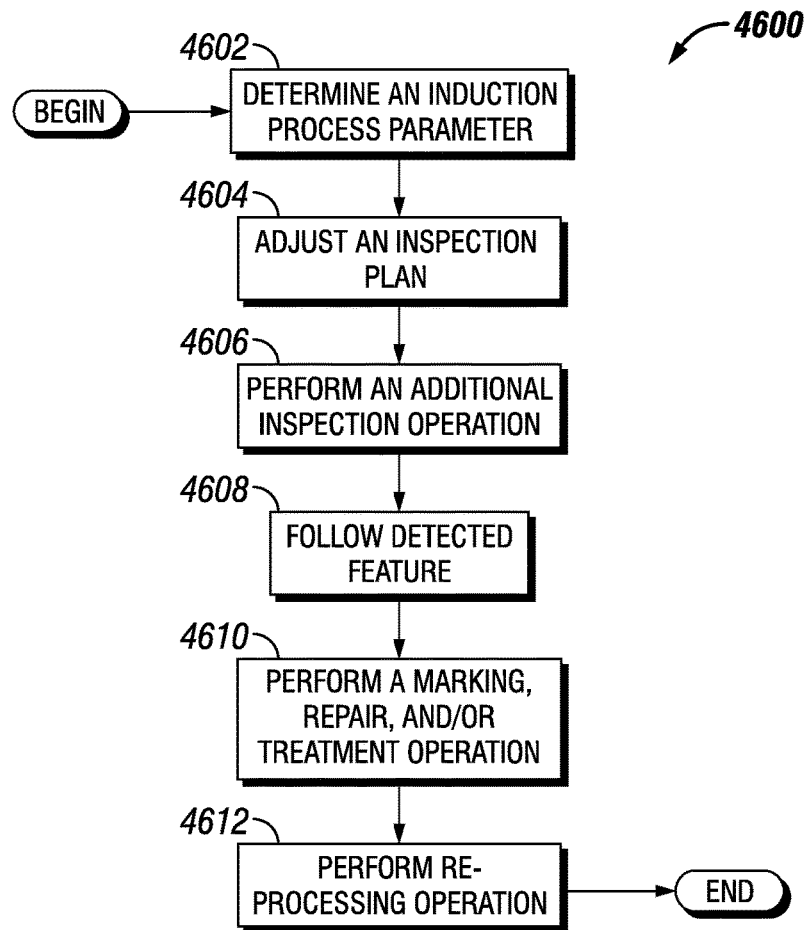 4600
4602
BEGIN
DETERMINE AN INDUCTION
PROCESS PARAMETER
4604
ADJUST AN INSPECTION
PLAN
4606
PERFORM AN ADDITIONAL
INSPECTION OPERATION
4608
FOLLOW DETECTED
FEATURE
4610
PERFORM A MARKING,
REPAIR, AND/OR
TREATMENT OPERATION
4612
PERFORM RE-
PROCESSING OPERATION
END